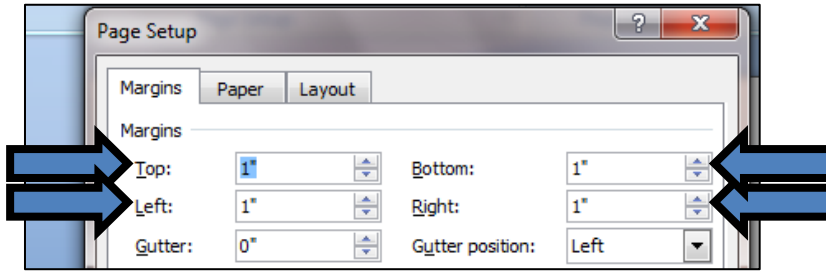 Page Setup ?
Margins Paper Layout
Margins
Top: 1" Bottom: 1"
Left: 1" Right: 1"
Gutter: 0" Gutter position: Left